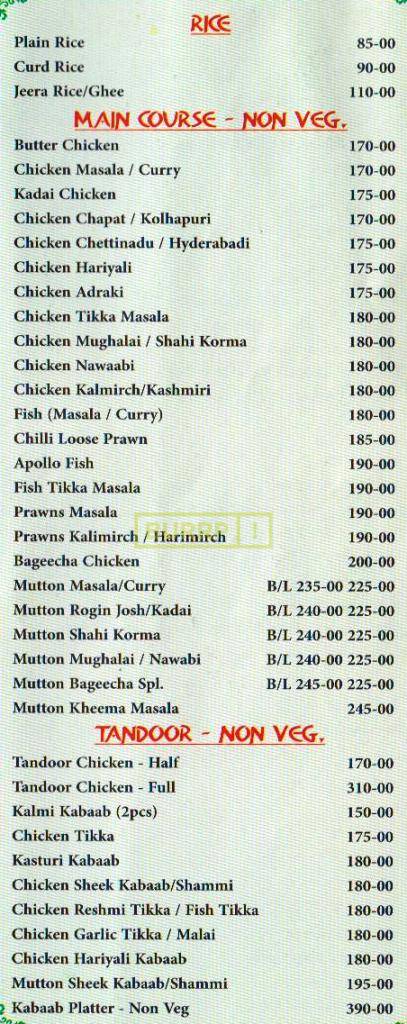 RICE
Plain Rice 85-00
Curd Rice 90-00
Jeera Rice/Ghee 110-00
MAIN COURSE - NON VEG.
Butter Chicken 170-00
Chicken Masala / Curry 170-00
Kadai Chicken 175-00
Chicken Chapat / Kolhapuri 170-00
Chicken Chettinadu / Hyderabadi 175-00
Chicken Hariyali 175-00
Chicken Adraki 175-00
Chicken Tikka Masala 180-00
Chicken Mughalai / Shahi Korma 180-00
Chicken Nawaabi 180-00
Chicken Kalmirch/Kashmiri 180-00
Fish (Masala / Curry) 180-00
Chilli Loose Prawn 185-00
Apollo Fish 190-00
Fish Tikka Masala 190-00
Prawns Masala 190-00
Prawns Kalimirch / Harimirch 190-00
BURRP!
Bageecha Chicken 200-00
Mutton Masala/Curry B/L 235-00 225-00
Mutton Rogin Josh/Kadai B/L 240-00 225-00
Mutton Shahi Korma B/L 240-00 225-00
Mutton Mughalai / Nawabi B/L 240-00 225-00
Mutton Bageecha Spl. B/L 245-00 225-00
Mutton Kheema Masala 245-00
TANDOOR - NON VEG.
Tandoor Chicken - Half 170-00
Tandoor Chicken - Full 310-00
Kalmi Kabaab (2pcs) 150-00
Chicken Tikka 175-00
Kasturi Kabaab 180-00
Chicken Sheek Kabaab/Shammi 180-00
Chicken Reshmi Tikka / Fish Tikka 180-00
Chicken Garlic Tikka / Malai 180-00
Chicken Hariyali Kabaab 180-00
Mutton Sheek Kabaab/Shammi 195-00
Kabaab Platter - Non Veg 390-00